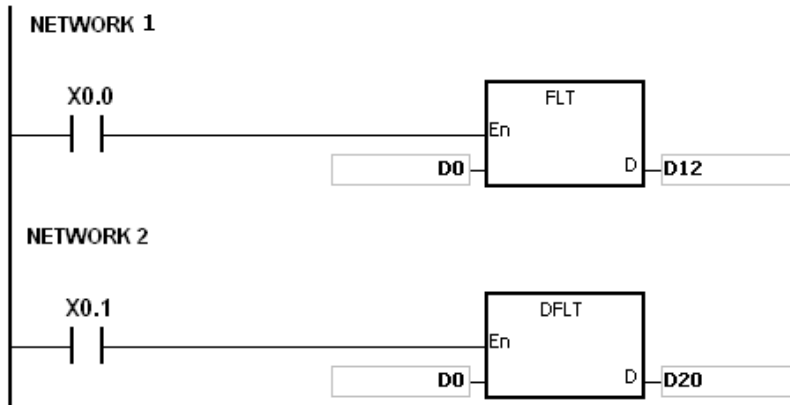 NETWORK 1
X0.0
FLT
En
D0
D
D12
NETWORK 2
X0.1
DFLT
En
D0
D
D20